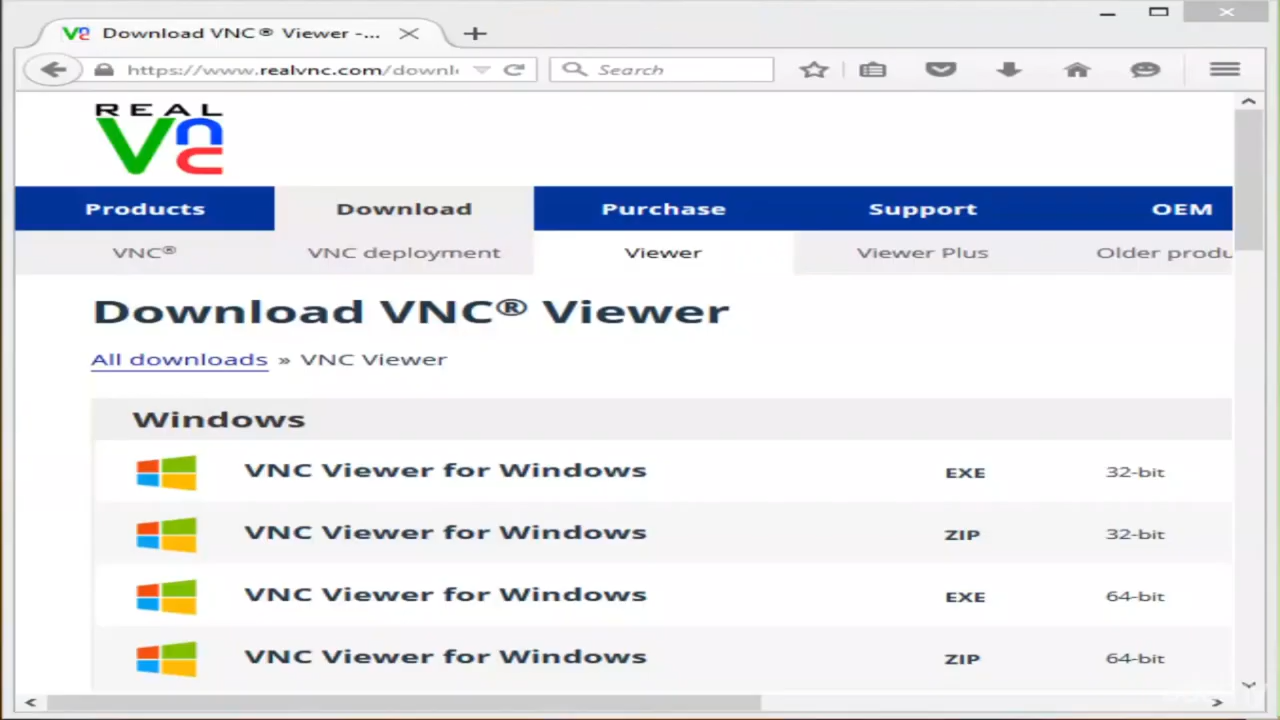 Download VNC® Viewer -...
https://www.realvnc.com/downl
Search
REAL
Vnc
Products Download Purchase Support OEM
VNC® VNC deployment Viewer Viewer Plus Older produ
Download VNC® Viewer
All downloads » VNC Viewer
Windows
VNC Viewer for Windows EXE 32-bit
VNC Viewer for Windows ZIP 32-bit
VNC Viewer for Windows EXE 64-bit
VNC Viewer for Windows ZIP 64-bit